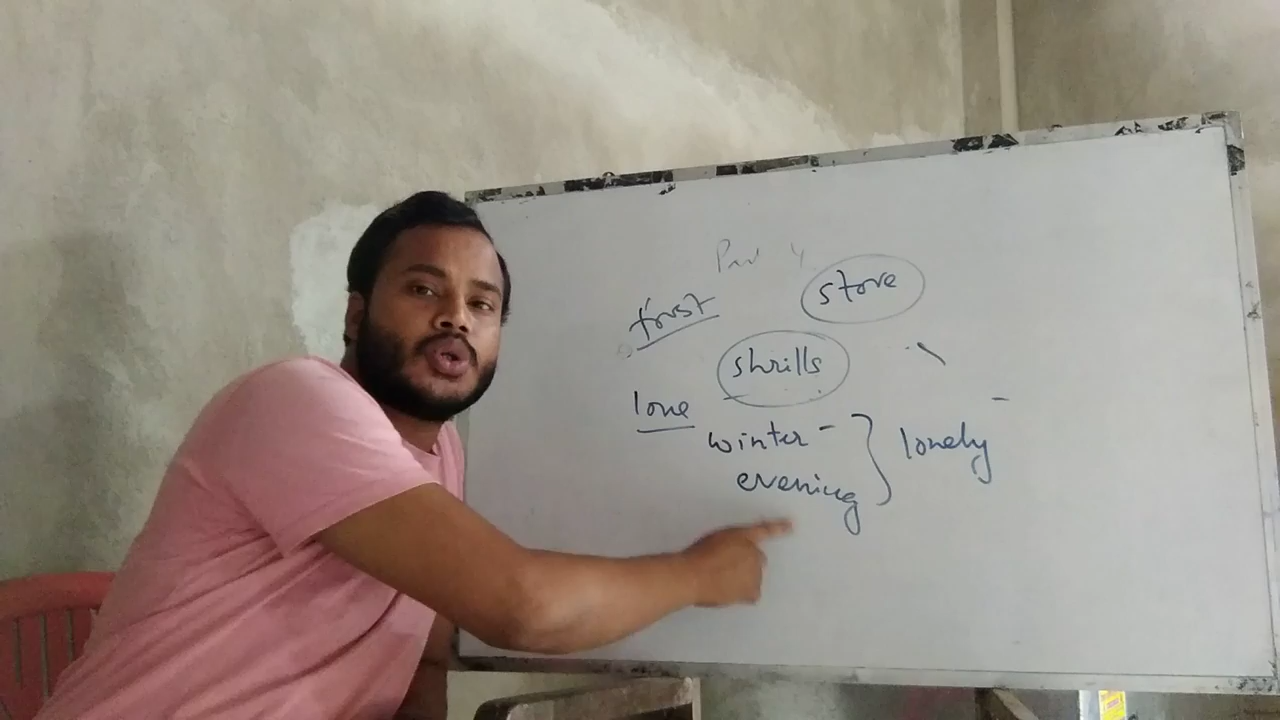 frost
store
shrills
lone
winter - } lonely
evening